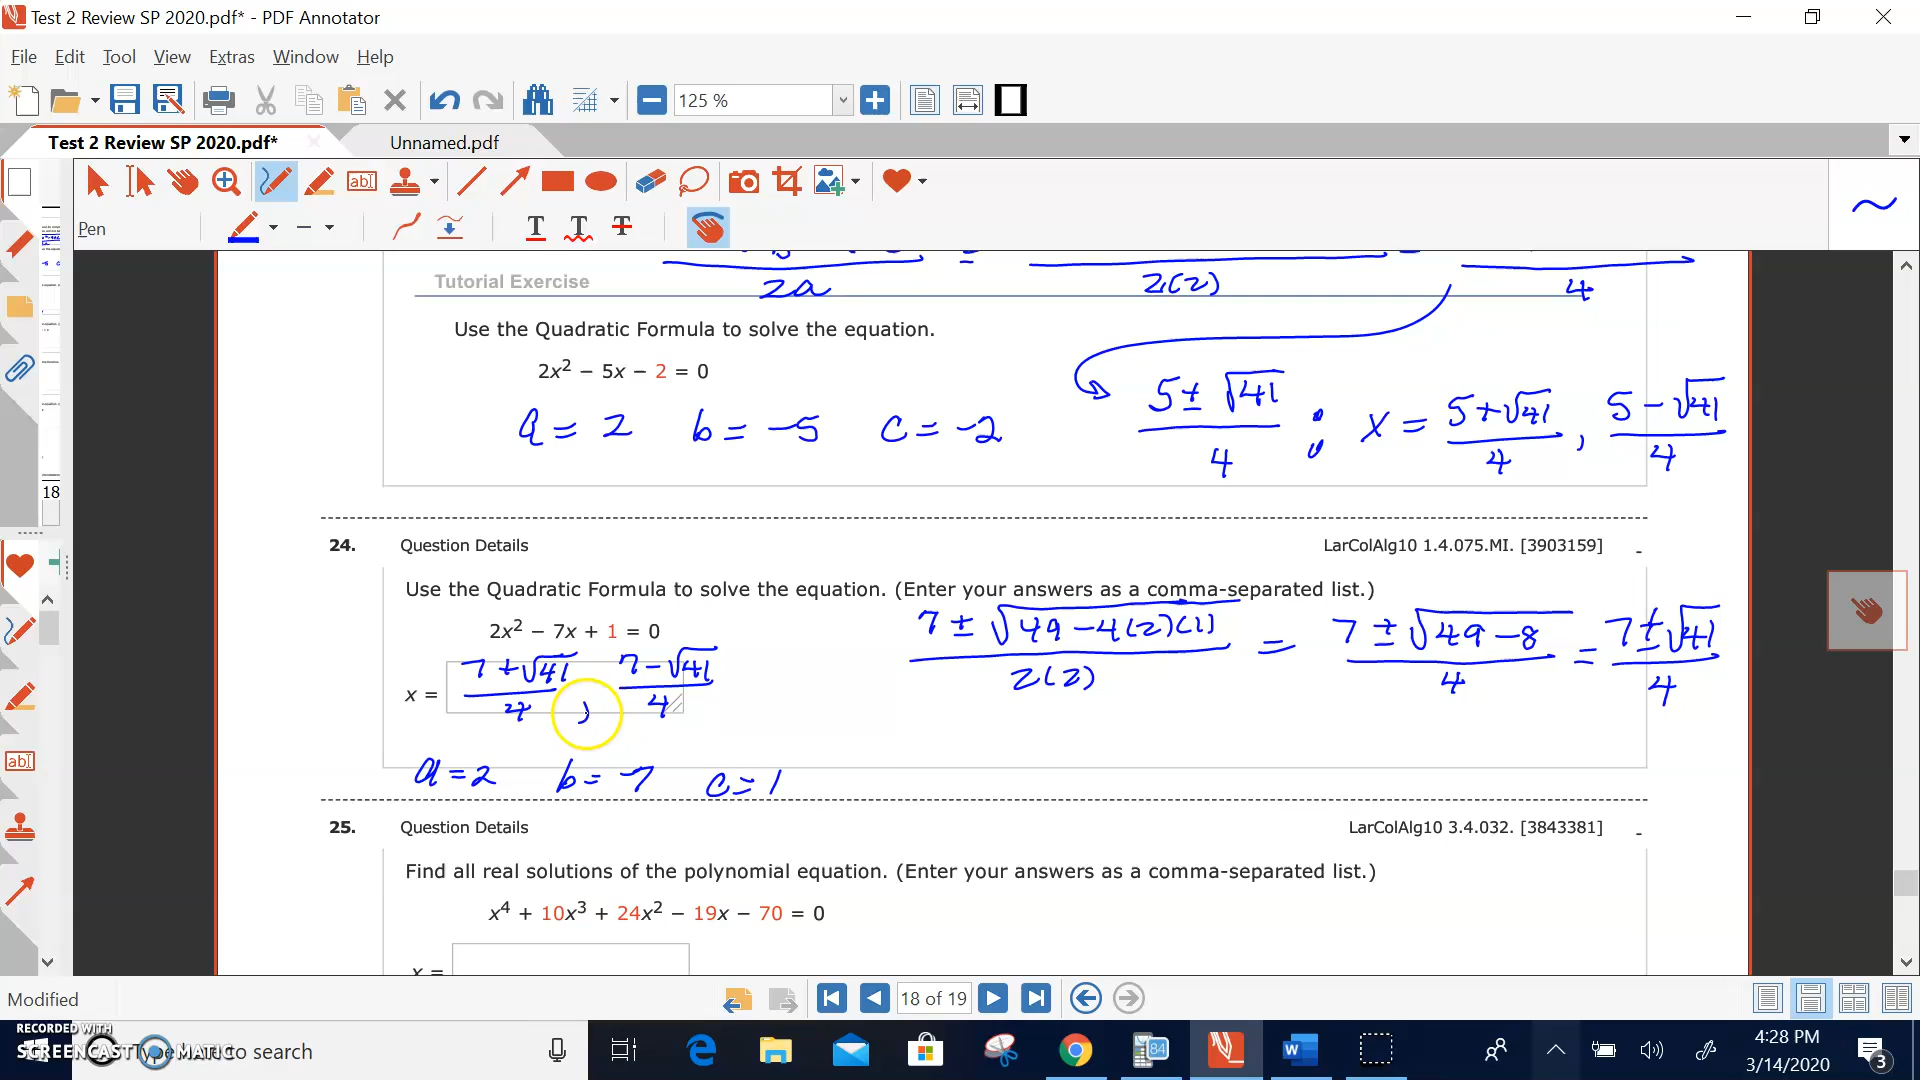 Test 2 Review SP 2020.pdf* - PDF Annotator
File Edit Tool View Extras Window Help
125 %
Test 2 Review SP 2020.pdf* Unnamed.pdf
Pen
Tutorial Exercise
2a
2(2)
4
Use the Quadratic Formula to solve the equation.
2x² − 5x − 2 = 0
a = 2 b = -5 c = -2
5 ± √41 / 4 : x = 5+√41 / 4 , 5-√41 / 4
18
24. Question Details LarColAlg10 1.4.075.MI. [3903159] -
Use the Quadratic Formula to solve the equation. (Enter your answers as a comma-separated list.)
2x² − 7x + 1 = 0
7 ± √49-4(2)(1) / 2(2) = 7 ± √49-8 / 4 = 7±√41 / 4
x = 7+√41 / 4 , 7-√41 / 4
a = 2 b = -7 c = 1
25. Question Details LarColAlg10 3.4.032. [3843381] -
Find all real solutions of the polynomial equation. (Enter your answers as a comma-separated list.)
x⁴ + 10x³ + 24x² − 19x − 70 = 0
x =
Modified
18 of 19
RECORDED WITH
SCREENCAST MATIC
to search
84
4:28 PM
3/14/2020
3